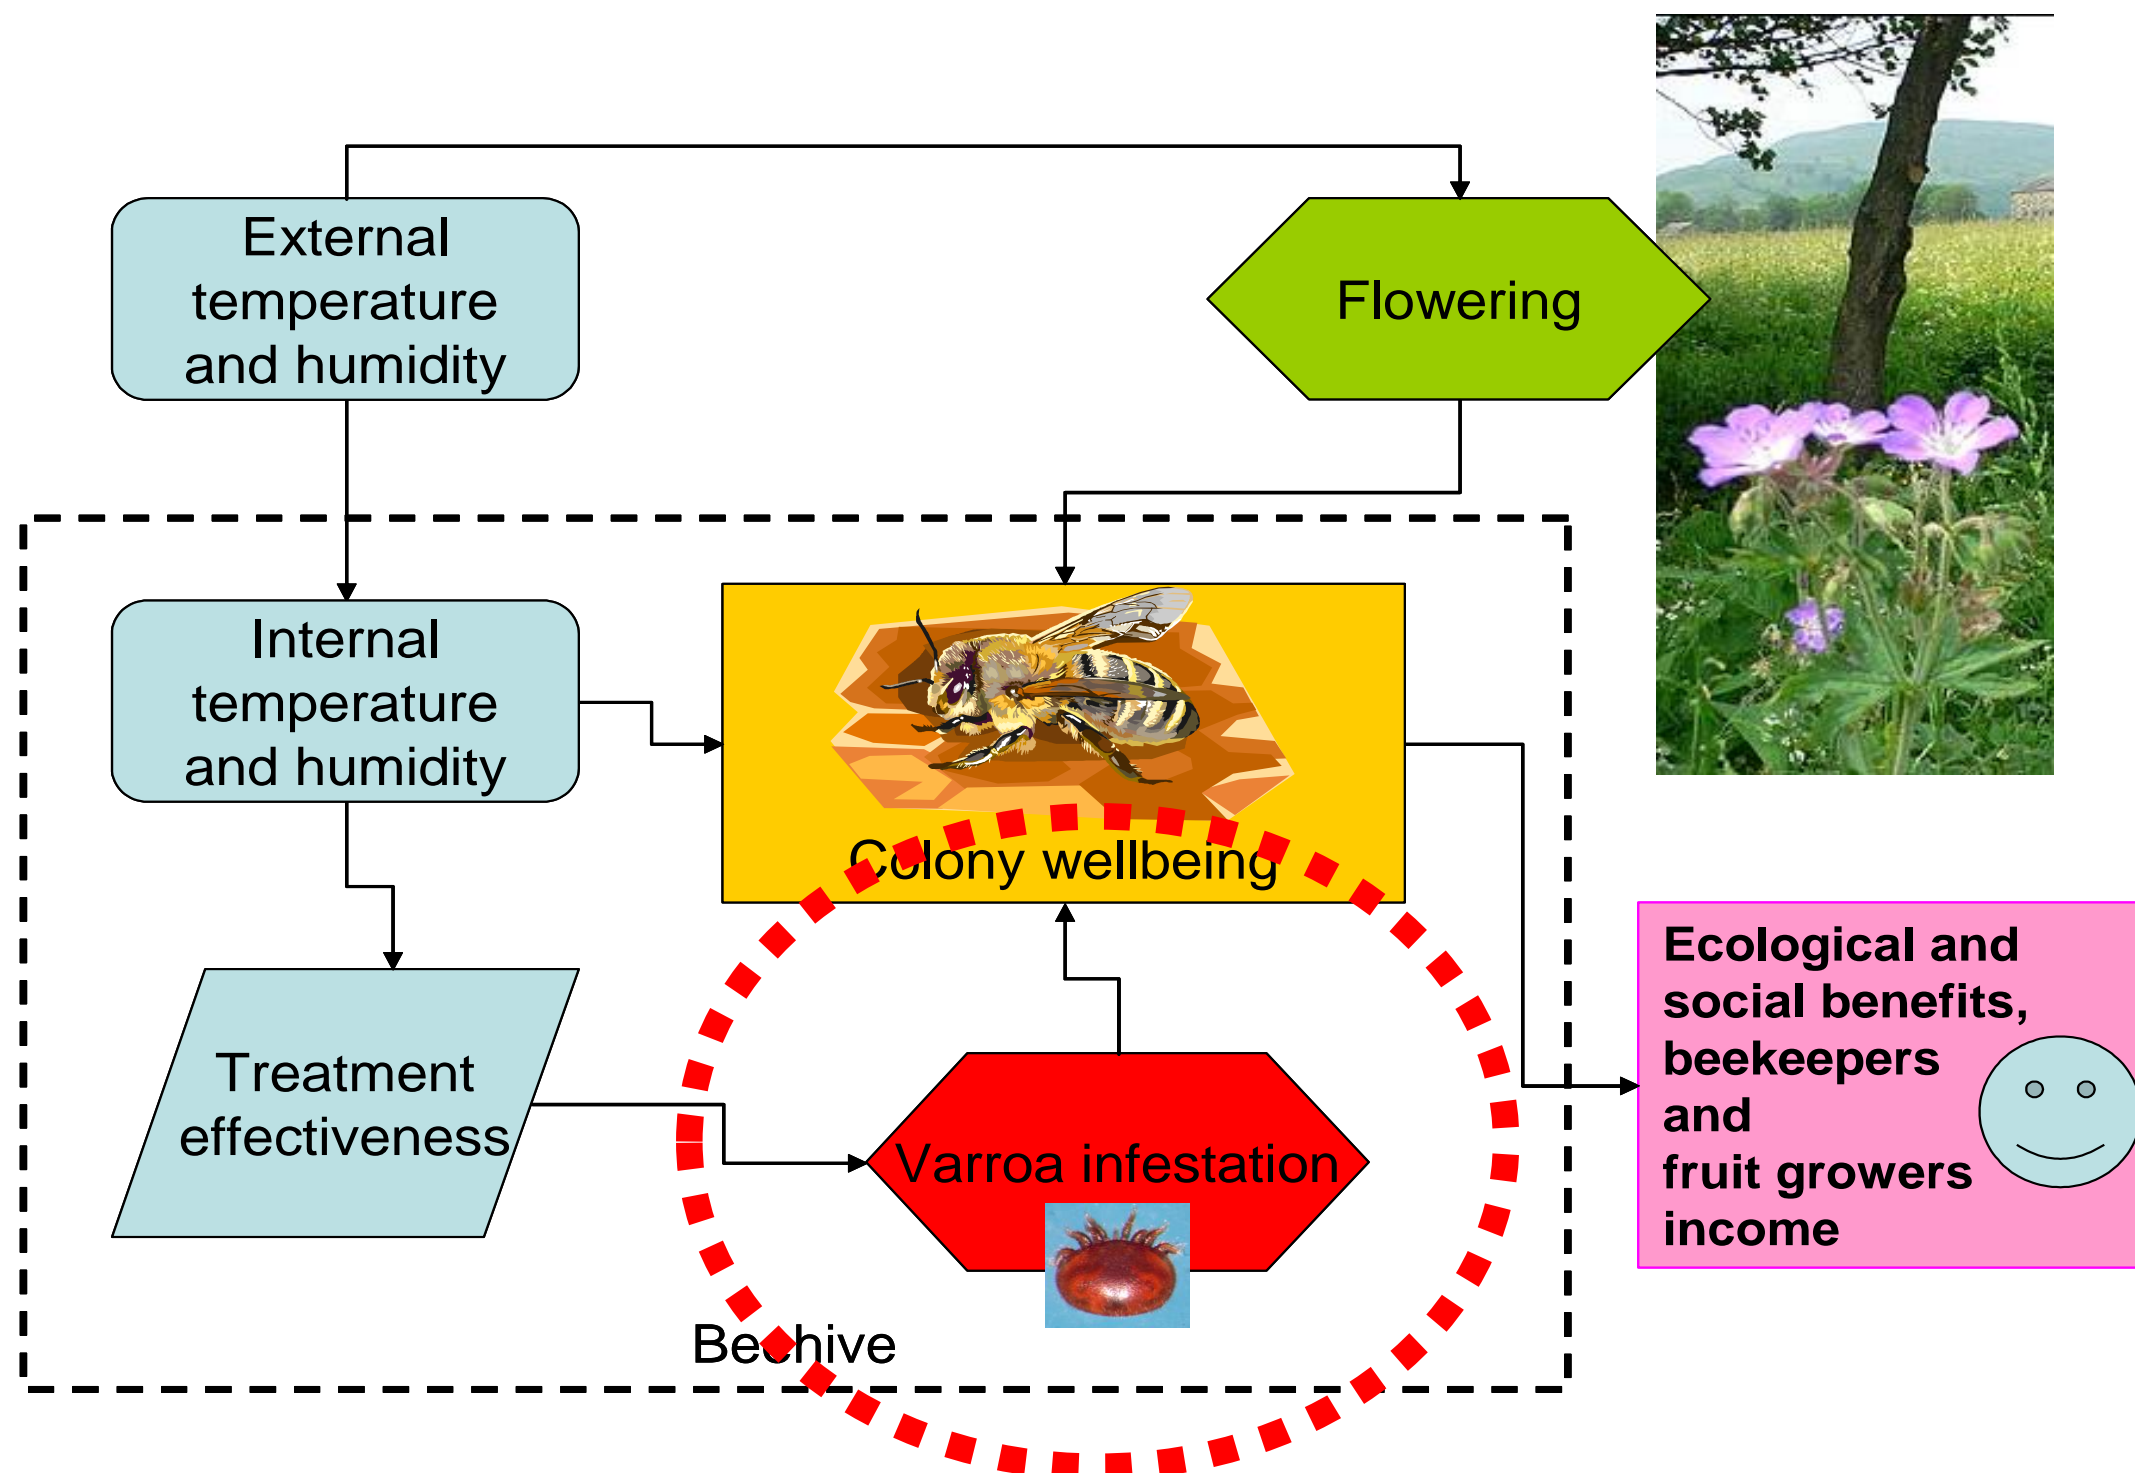 External
temperature
and humidity
Flowering
Internal
temperature
and humidity
Colony wellbeing
Ecological and
social benefits,
beekeepers
and
fruit growers
income
Treatment
effectiveness
Varroa infestation
Beehive